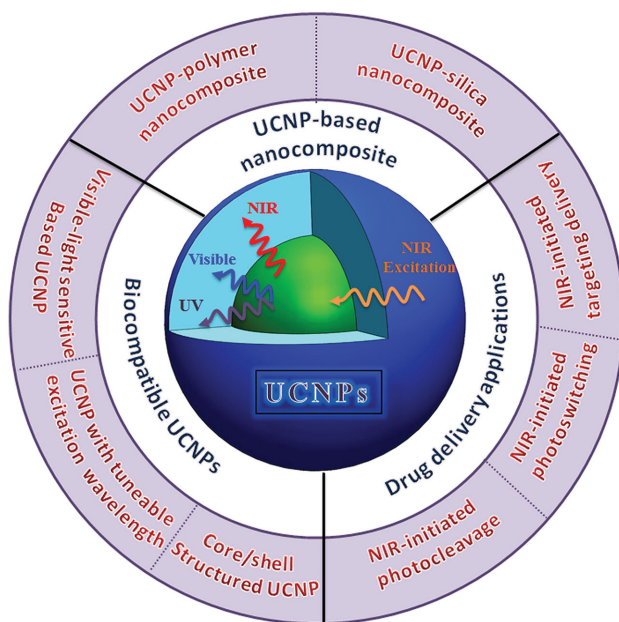 UCNP-polymer
nanocomposite
UCNP-silica
nanocomposite
UCNP-based
nanocomposite
Visible-light sensitive
Based UCNP
NIR-initiated
targeting delivery
NIR
Visible
UV
NIR
Excitation
UCNPs
Biocompatible UCNPs
Drug delivery applications
UCNP with tuneable
excitation wavelength
NIR-initiated
photoswitching
Core/shell
Structured UCNP
NIR-initiated
photocleavage